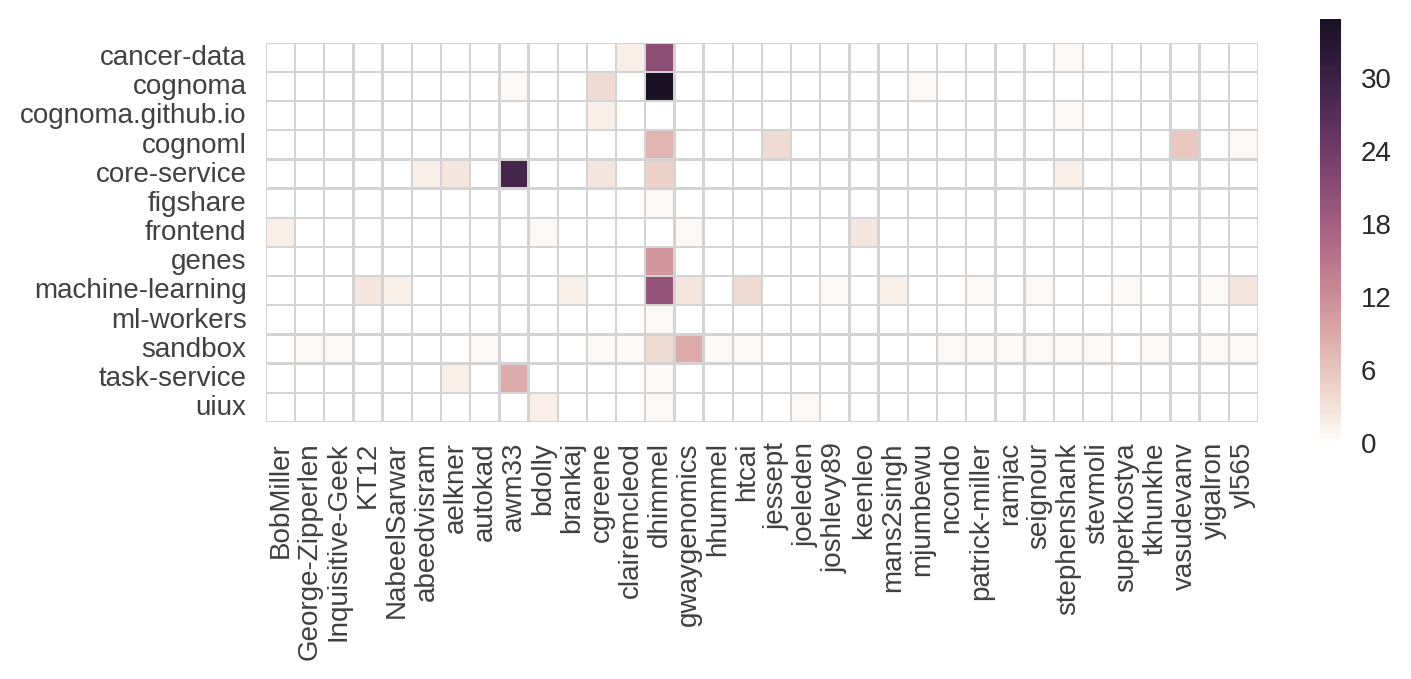 cancer-data
cognoma
cognoma.github.io
cognoml
core-service
figshare
frontend
genes
machine-learning
ml-workers
sandbox
task-service
uiux
BobMiller
George-Zipperlen
Inquisitive-Geek
KT12
NabeelSarwar
abeedvisram
aelkner
autokad
awm33
bdolly
brankaj
cgreene
clairemcleod
dhimmel
gwaygenomics
hhummel
htcai
jessept
joeleden
joshlevy89
keenleo
mans2singh
mjumbewu
ncondo
patrick-miller
ramjac
seignour
stephenshank
stevmoli
superkostya
tkhunkhe
vasudevanv
yigalron
yl565
30
24
18
12
6
0